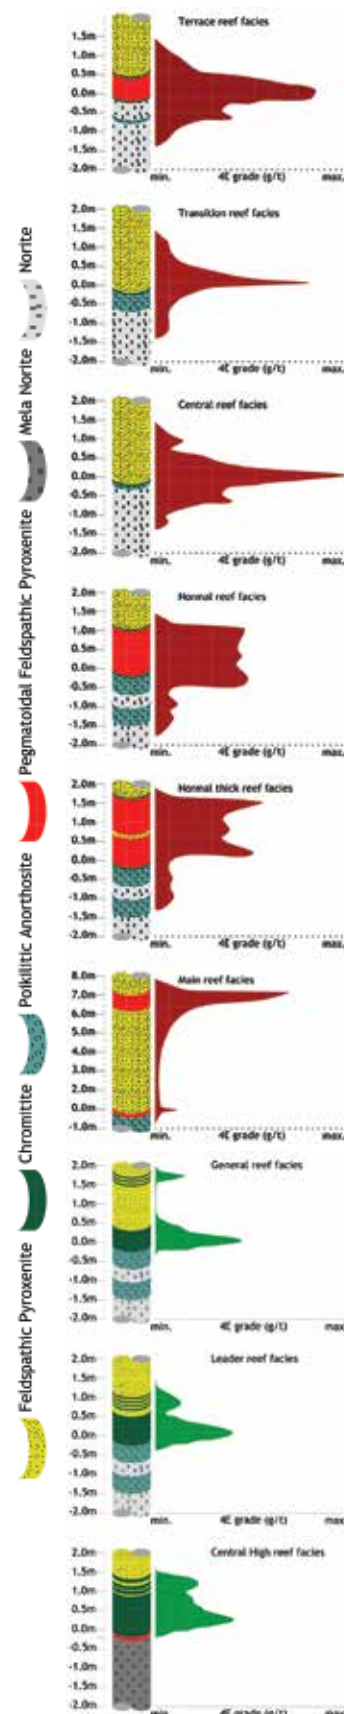 Feldspathic Pyroxenite
Chromitite
Poikilitic Anorthosite
Pegmatoidal Feldspathic Pyroxenite
Mela Norite
Norite
Terrace reef facies
1.5m
1.0m
0.5m
0.0m
-0.5m
-1.0m
-1.5m
-2.0m
min. 4E grade (g/t) max.
Transition reef facies
2.0m
1.5m
1.0m
0.5m
0.0m
-0.5m
-1.0m
-1.5m
-2.0m
min. 4E grade (g/t) max.
Central reef facies
2.0m
1.5m
1.0m
0.5m
0.0m
-0.5m
-1.0m
-1.5m
-2.0m
min. 4E grade (g/t) max.
Normal reef facies
2.0m
1.5m
1.0m
0.5m
0.0m
-0.5m
-1.0m
-1.5m
-2.0m
min. 4E grade (g/t) max.
Normal thick reef facies
2.0m
1.5m
1.0m
0.5m
0.0m
-0.5m
-1.0m
-1.5m
-2.0m
min. 4E grade (g/t) max.
Main reef facies
8.0m
7.0m
6.0m
5.0m
4.0m
3.0m
2.0m
1.0m
0.0m
-1.0m
min. 4E grade (g/t) max.
General reef facies
2.0m
1.5m
1.0m
0.5m
0.0m
-0.5m
-1.0m
-1.5m
-2.0m
min. 4E grade (g/t) max
Leader reef facies
2.0m
1.5m
1.0m
0.5m
0.0m
-0.5m
-1.0m
-1.5m
-2.0m
min. 4E grade (g/t) max
Central High reef facies
2.0m
1.5m
1.0m
0.5m
0.0m
-0.5m
-1.0m
-1.5m
-2.0m
min. 4E grade (g/t) max